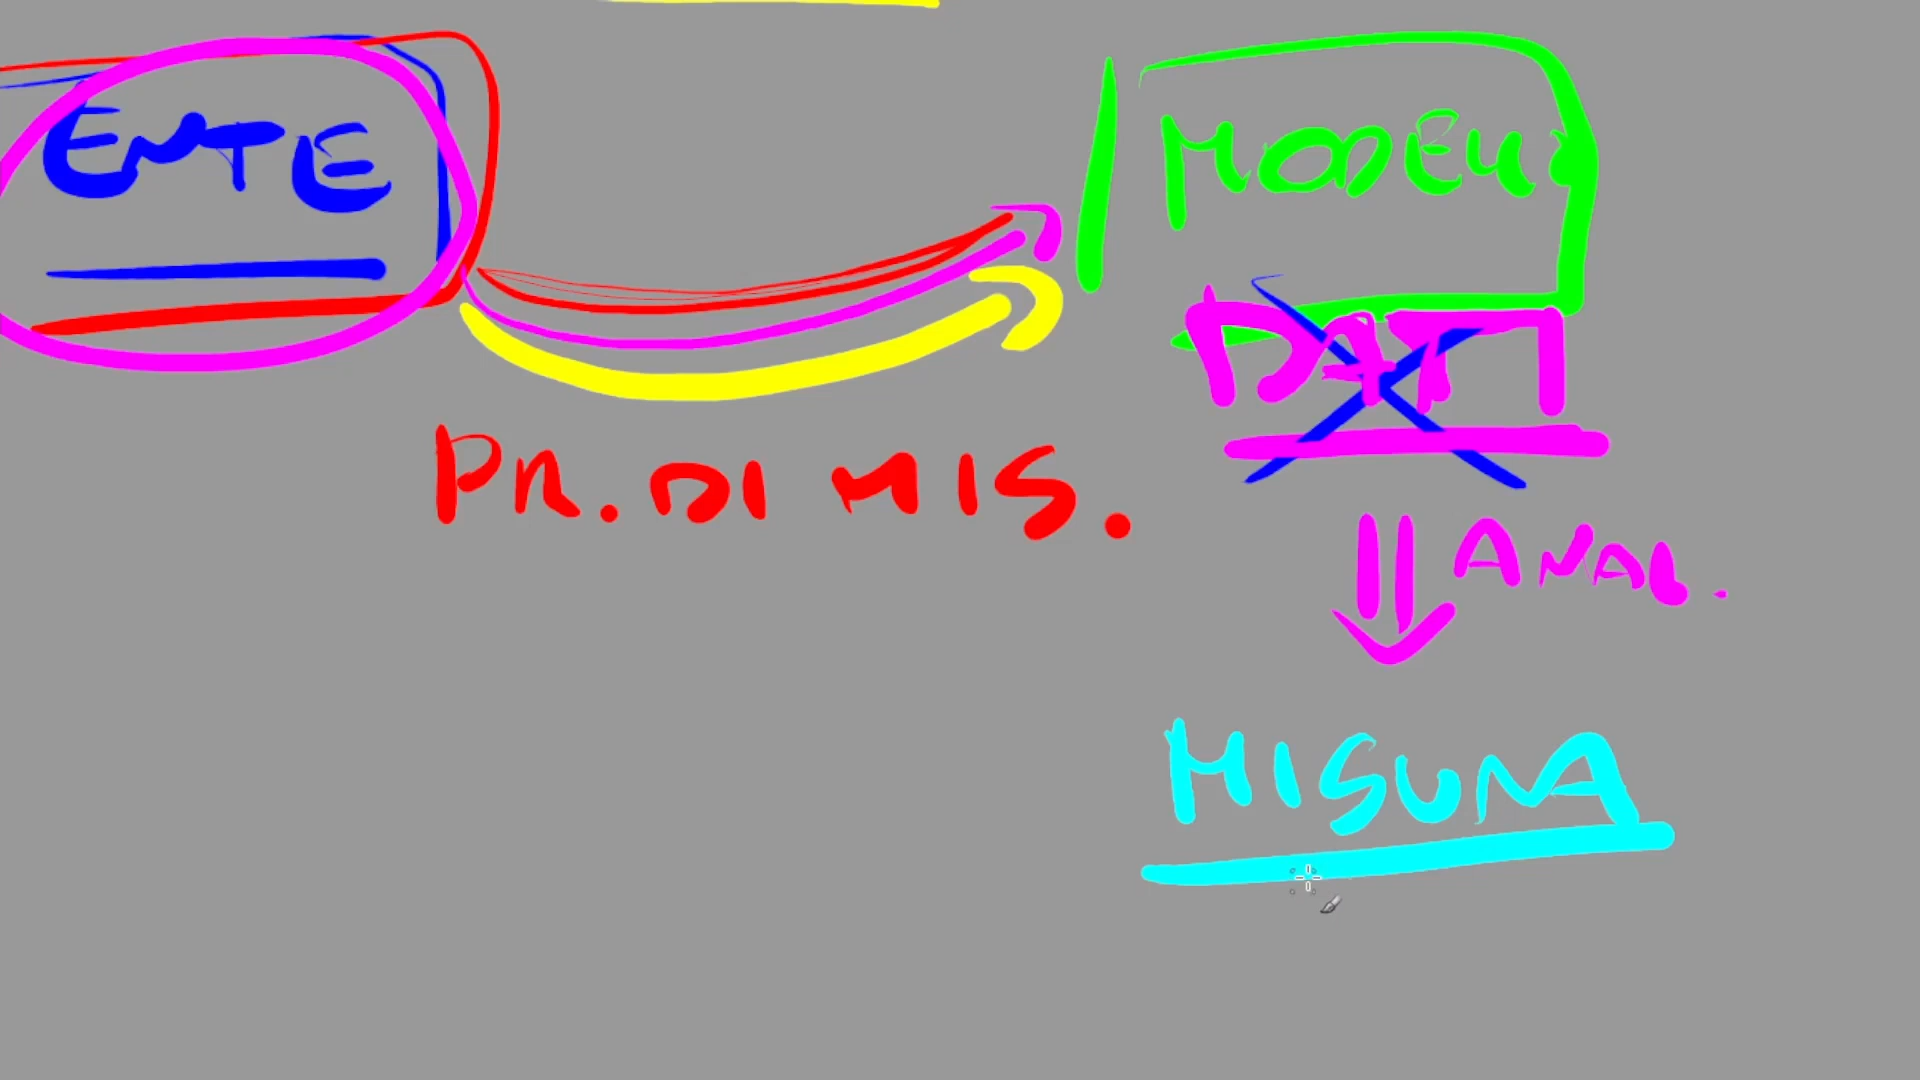 ENTE
MODELLO
DATI
PR. DI MIS.
ANAL.
MISURA